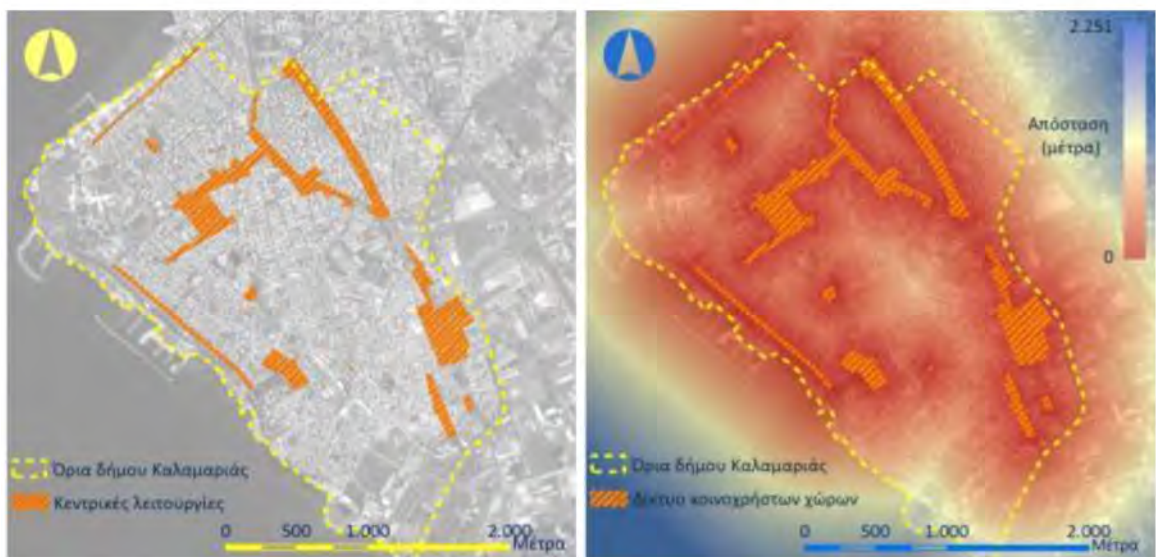 Όρια δήμου Καλαμαριάς
Κεντρικές λειτουργίες
0 500 1.000 2.000
Μέτρα
2.251
Απόσταση
(μέτρα)
0
Όρια δήμου Καλαμαριάς
Δίκτυο κοινοχρήστων χώρων
0 500 1.000 2.000
Μέτρα